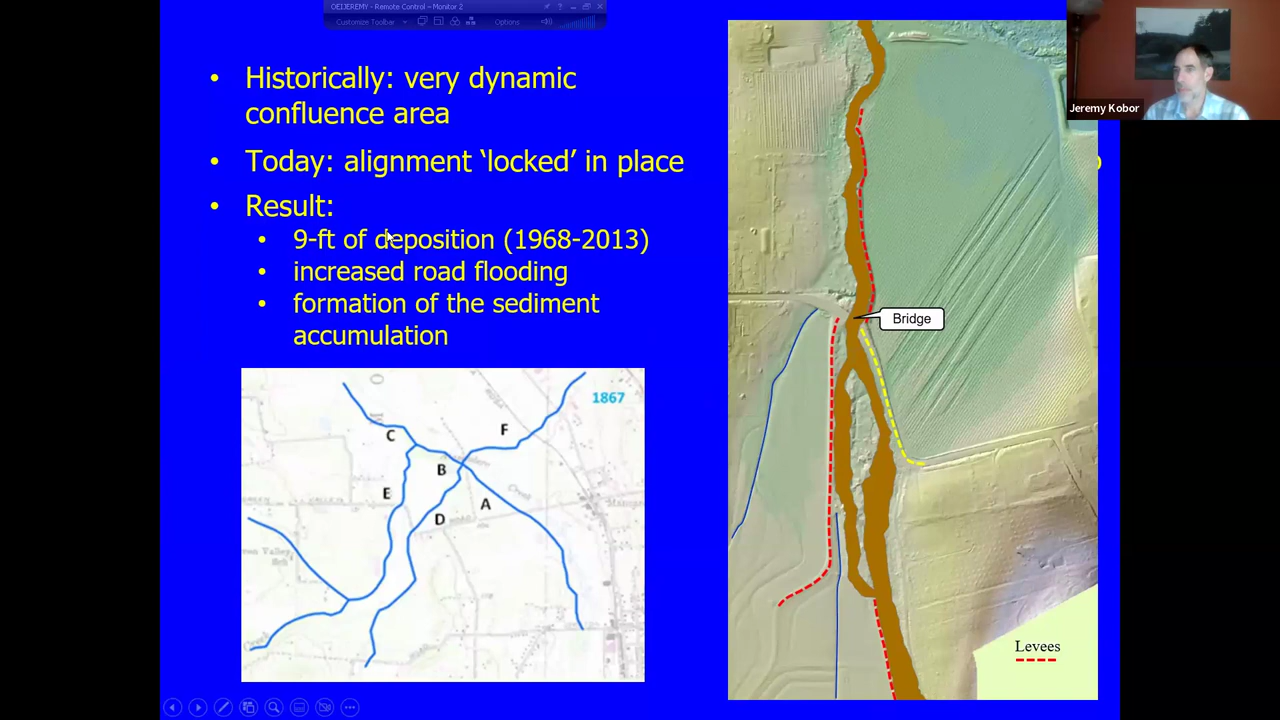 OEIJEREMY - Remote Control - Monitor 2
Customize Toolbar
Options
Jeremy Kobor
• Historically: very dynamic
confluence area
• Today: alignment ‘locked’ in place
• Result:
• 9-ft of deposition (1968-2013)
• increased road flooding
• formation of the sediment
accumulation
1867
C
F
B
E
A
D
Bridge
Levees